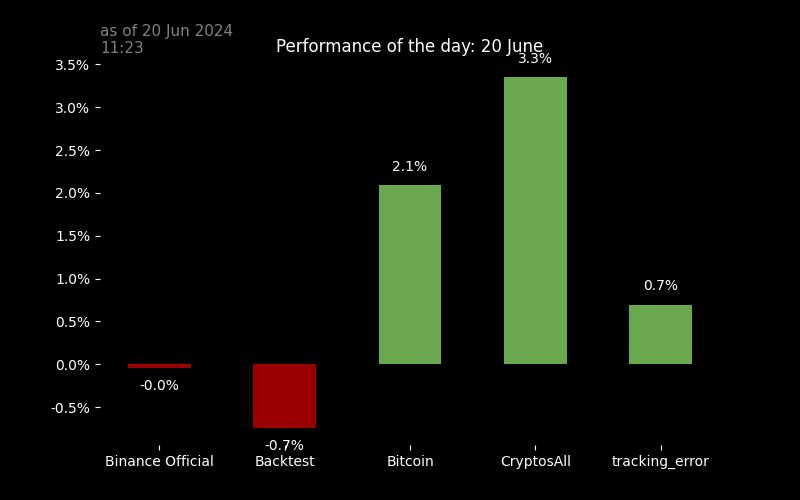 as of 20 Jun 2024
11:23
Performance of the day: 20 June
3.5%
3.0%
2.5%
2.0%
1.5%
1.0%
0.5%
0.0%
-0.5%
-0.0%
-0.7%
2.1%
3.3%
0.7%
Binance Official
Backtest
Bitcoin
CryptosAll
tracking_error